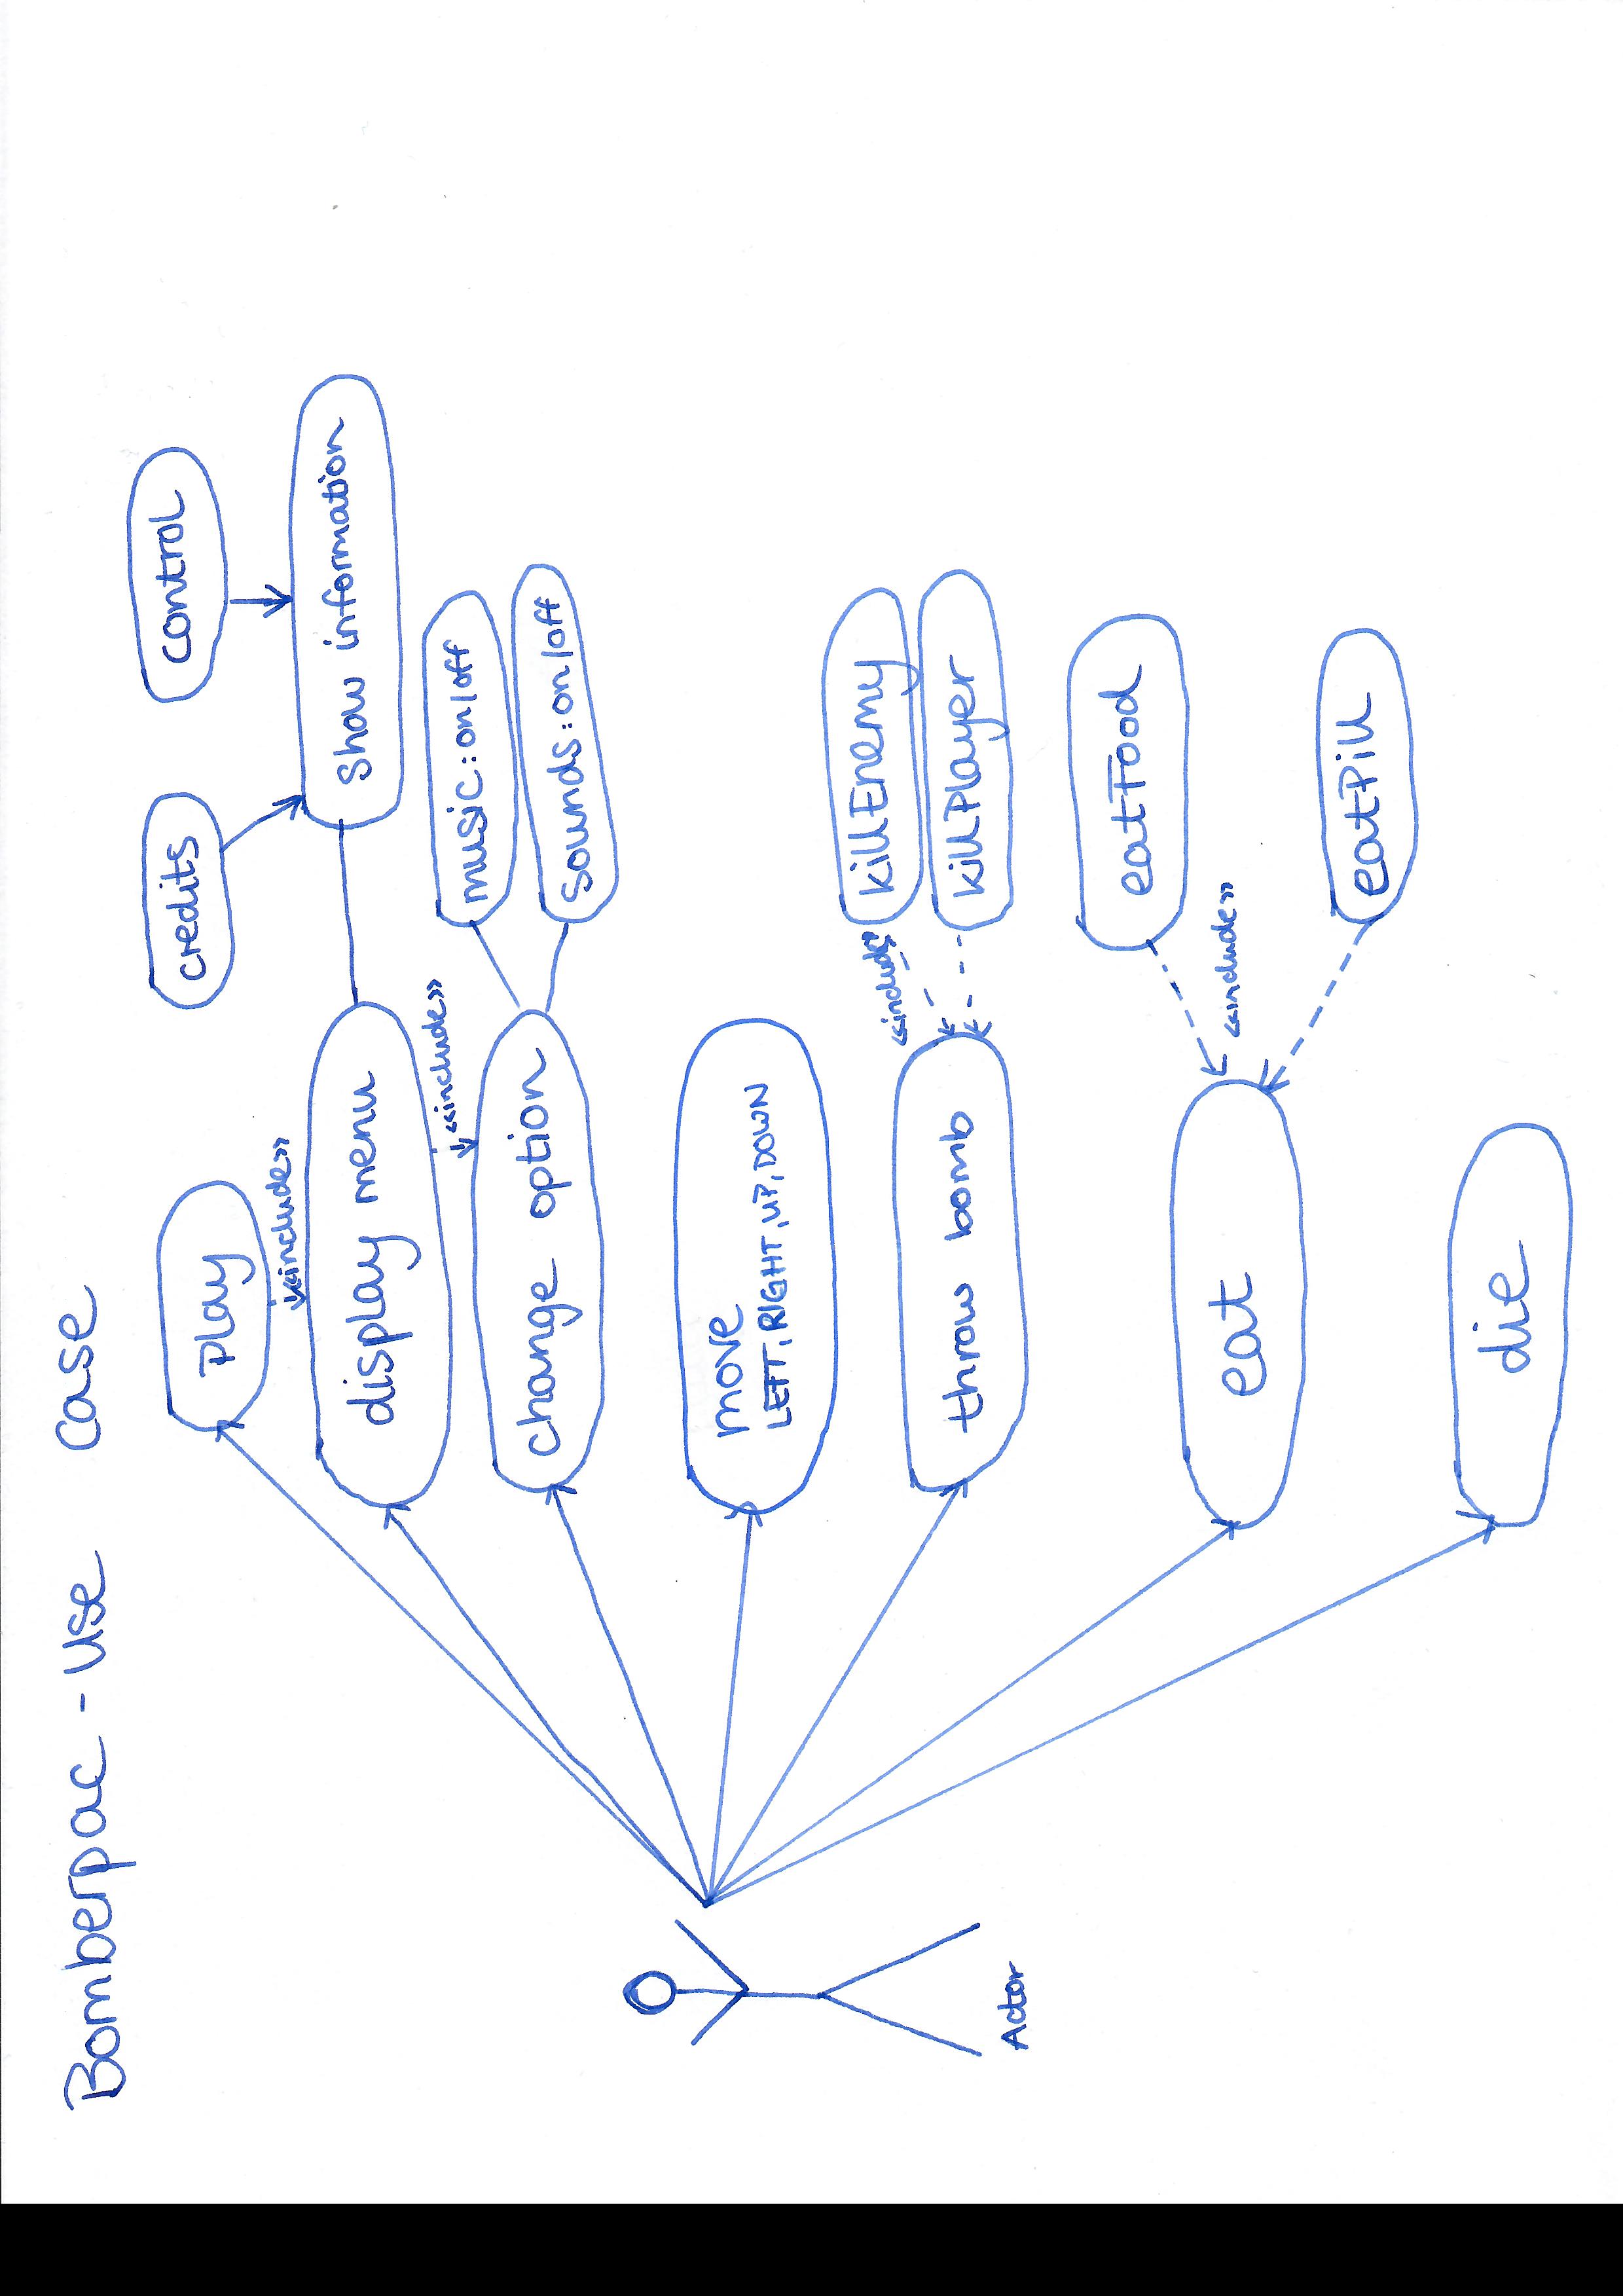 Bomberpac - Use Case
Play
<<include>>
credits
control
display menu
Show information
<<include>>
change option
music:on/off
sounds:on/off
move
LEFT,RIGHT,UP,DOWN
<<include>>
throw bomb
killEnemy
killPlayer
eat
<<include>>
eatFood
eatPill
die
Actor